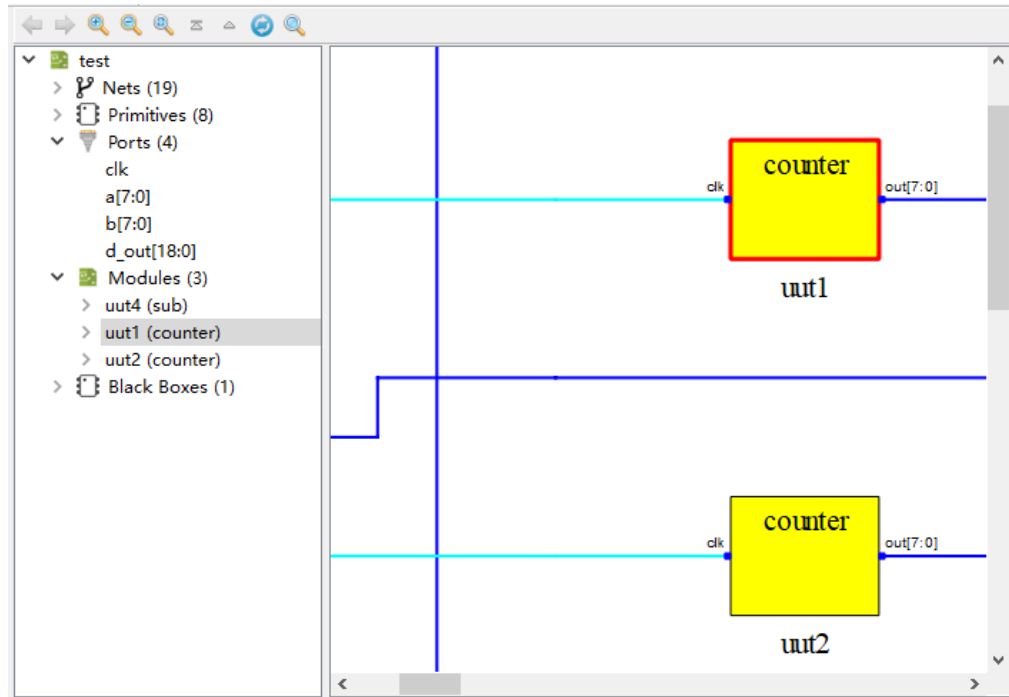 test
Nets (19)
Primitives (8)
Ports (4)
clk
a[7:0]
b[7:0]
d_out[18:0]
Modules (3)
uut4 (sub)
uut1 (counter)
uut2 (counter)
Black Boxes (1)
counter
clk
out[7:0]
uut1
counter
clk
out[7:0]
uut2